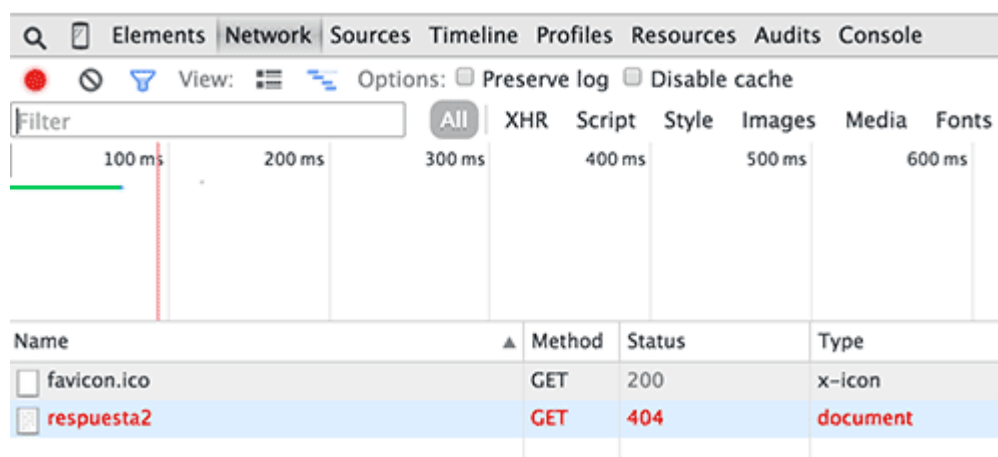 Elements Network Sources Timeline Profiles Resources Audits Console
View: Options: Preserve log Disable cache
Filter All XHR Script Style Images Media Fonts
100 ms 200 ms 300 ms 400 ms 500 ms 600 ms
Name Method Status Type
favicon.ico GET 200 x-icon
respuesta2 GET 404 document